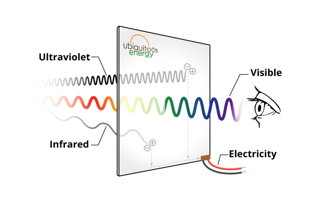 ubiquitous
energy
Ultraviolet
Visible
Infrared
Electricity